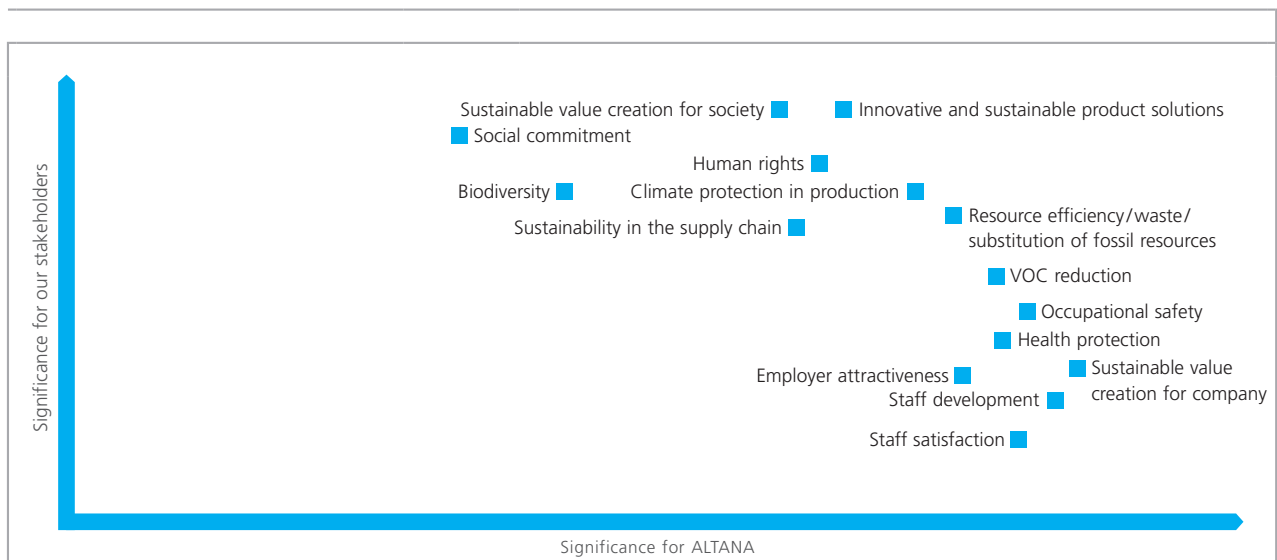 Sustainable value creation for society
Innovative and sustainable product solutions
Social commitment
Human rights
Biodiversity
Climate protection in production
Resource efficiency/waste/
substitution of fossil resources
Sustainability in the supply chain
VOC reduction
Occupational safety
Health protection
Sustainable value
creation for company
Employer attractiveness
Staff development
Staff satisfaction
Significance for our stakeholders
Significance for ALTANA